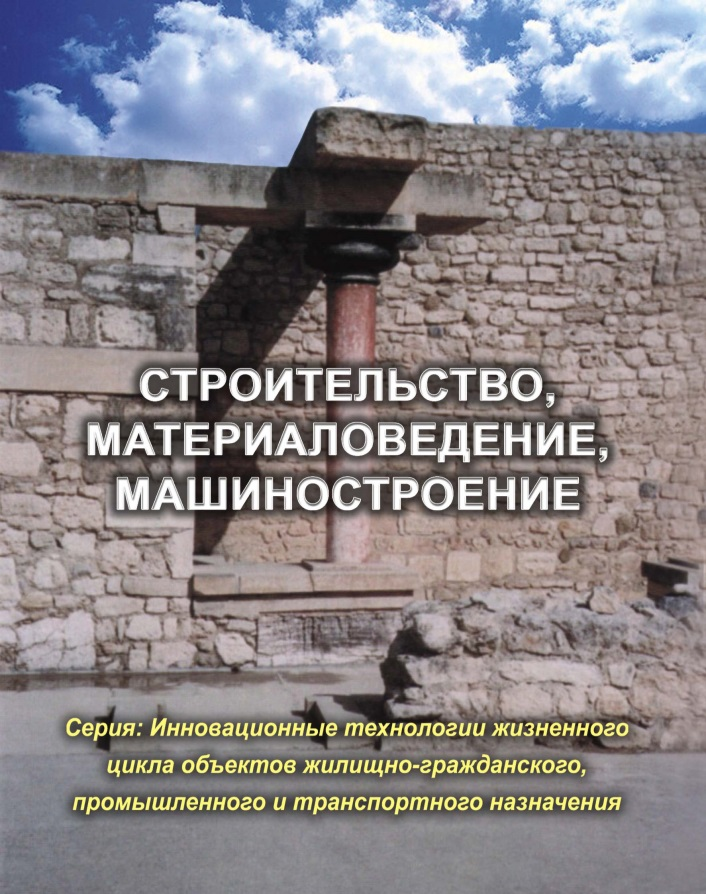 СТРОИТЕЛЬСТВО,
МАТЕРИАЛОВЕДЕНИЕ,
МАШИНОСТРОЕНИЕ
Серия: Инновационные технологии жизненного
цикла объектов жилищно-гражданского,
промышленного и транспортного назначения